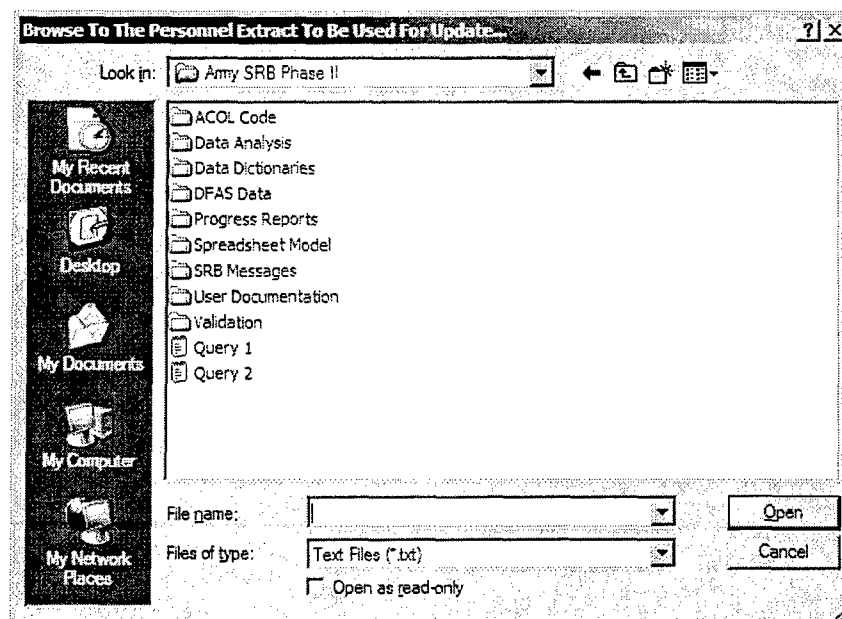 Browse To The Personnel Extract To Be Used For Update...
Look in: Army SRB Phase II
My Recent Documents
Desktop
My Documents
My Computer
My Network Places
ACOL Code
Data Analysis
Data Dictionaries
DFAS Data
Progress Reports
Spreadsheet Model
SRB Messages
User Documentation
Validation
Query 1
Query 2
File name:
Open
Files of type: Text Files (*.txt)
Cancel
Open as read-only